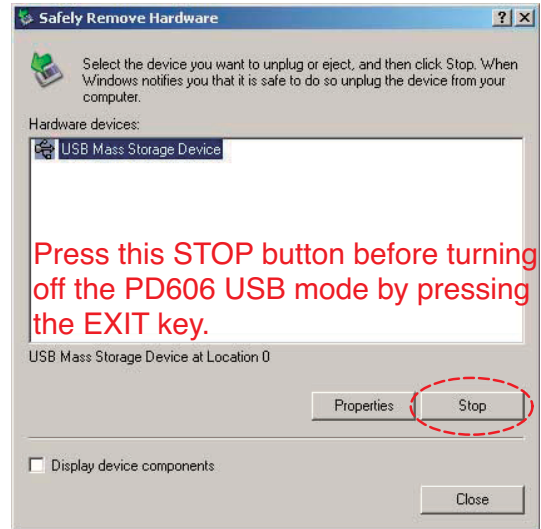 Safely Remove Hardware
Select the device you want to unplug or eject, and then click Stop. When
Windows notifies you that it is safe to do so unplug the device from your
computer.
Hardware devices:
USB Mass Storage Device
Press this STOP button before turning
off the PD606 USB mode by pressing
the EXIT key.
USB Mass Storage Device at Location 0
Properties Stop
Display device components
Close